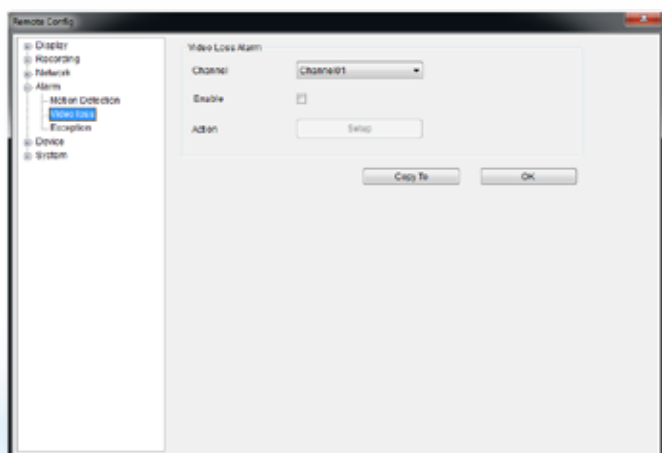 Remote Config
Display
Recording
Network
Alarm
Motion Detection
Video loss
Exception
Device
System
Video Loss Alarm
Channel
Channel01
Enable
Action
Setup
Copy To
OK